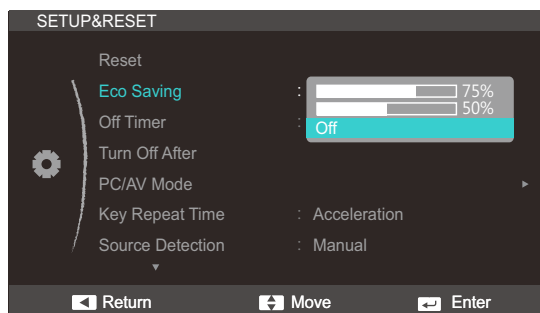 SETUP&RESET
Reset
Eco Saving : 75%
50%
Off Timer : Off
Turn Off After
PC/AV Mode
Key Repeat Time : Acceleration
Source Detection : Manual
Return Move Enter